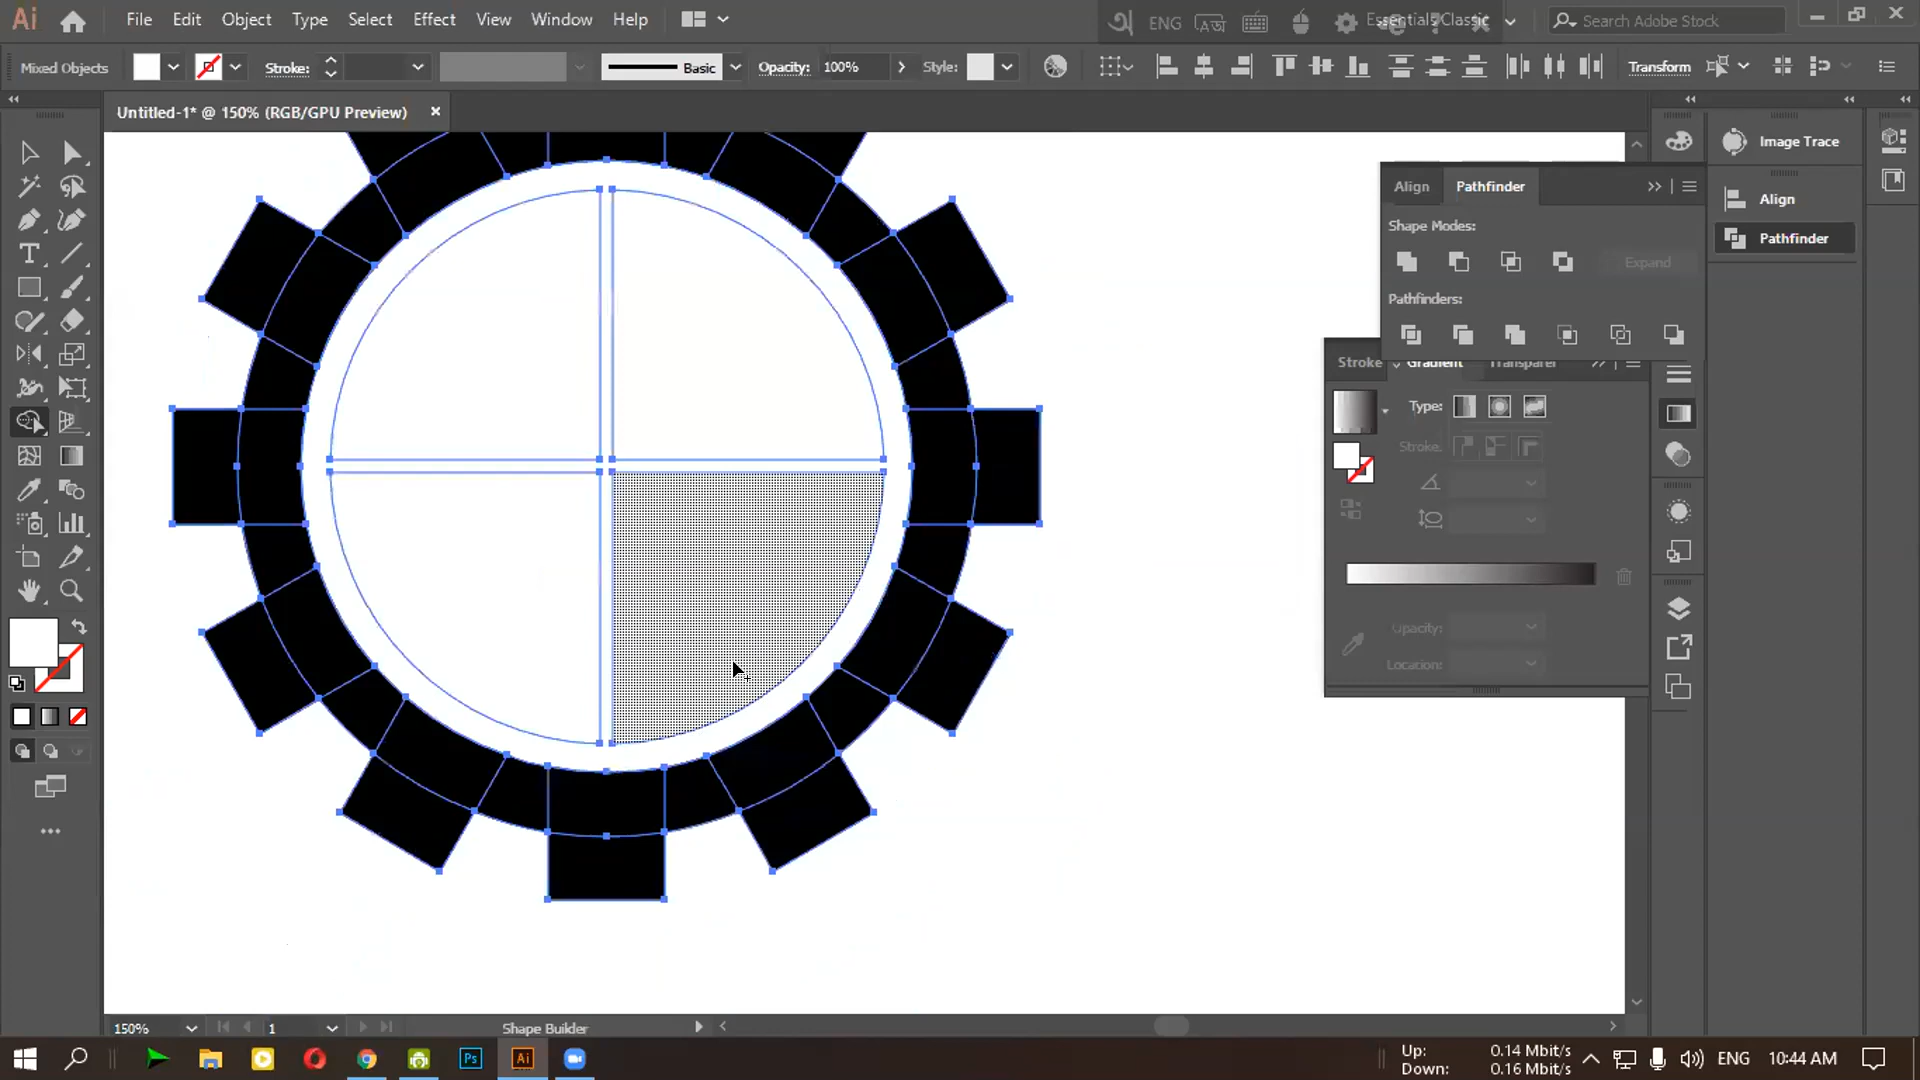 Ai File Edit Object Type Select Effect View Window Help ENG Essentials Classic Search Adobe Stock
Mixed Objects Stroke: Basic Opacity: 100% Style: Transform
Untitled-1* @ 150% (RGB/GPU Preview)
Image Trace
Align Pathfinder
Align
Shape Modes:
Pathfinder
Expand
Pathfinders:
Stroke Gradient Transparer
Type:
Stroke:
Opacity:
Location:
150% 1 Shape Builder
Ps Ai
Up: 0.14 Mbit/s
Down: 0.16 Mbit/s
ENG 10:44 AM